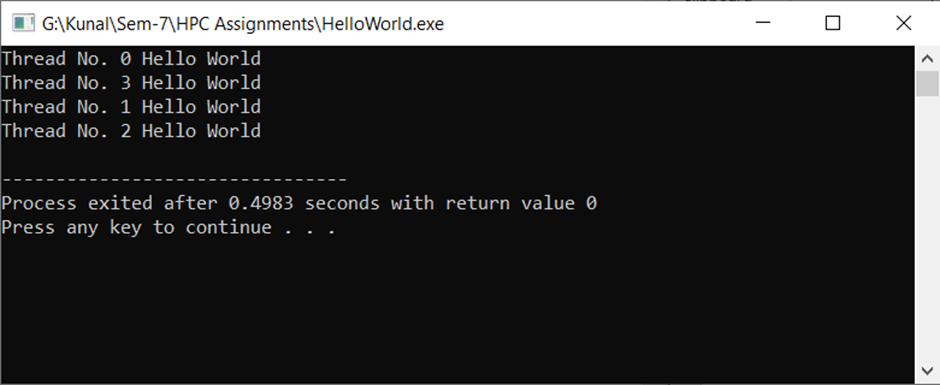 G:\Kunal\Sem-7\HPC Assignments\HelloWorld.exe
Thread No. 0 Hello World
Thread No. 3 Hello World
Thread No. 1 Hello World
Thread No. 2 Hello World
--------------------------------
Process exited after 0.4983 seconds with return value 0
Press any key to continue . . .